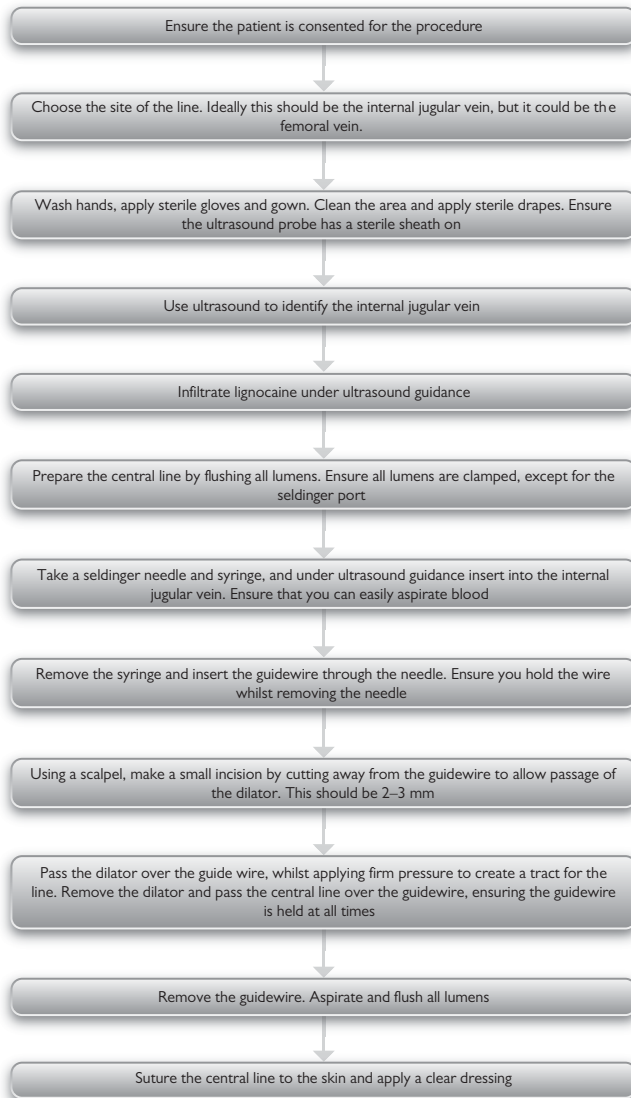 Ensure the patient is consented for the procedure
Choose the site of the line. Ideally this should be the internal jugular vein, but it could be the
femoral vein.
Wash hands, apply sterile gloves and gown. Clean the area and apply sterile drapes. Ensure
the ultrasound probe has a sterile sheath on
Use ultrasound to identify the internal jugular vein
Infiltrate lignocaine under ultrasound guidance
Prepare the central line by flushing all lumens. Ensure all lumens are clamped, except for the
seldinger port
Take a seldinger needle and syringe, and under ultrasound guidance insert into the internal
jugular vein. Ensure that you can easily aspirate blood
Remove the syringe and insert the guidewire through the needle. Ensure you hold the wire
whilst removing the needle
Using a scalpel, make a small incision by cutting away from the guidewire to allow passage of
the dilator. This should be 2–3 mm
Pass the dilator over the guide wire, whilst applying firm pressure to create a tract for the
line. Remove the dilator and pass the central line over the guidewire, ensuring the guidewire
is held at all times
Remove the guidewire. Aspirate and flush all lumens
Suture the central line to the skin and apply a clear dressing